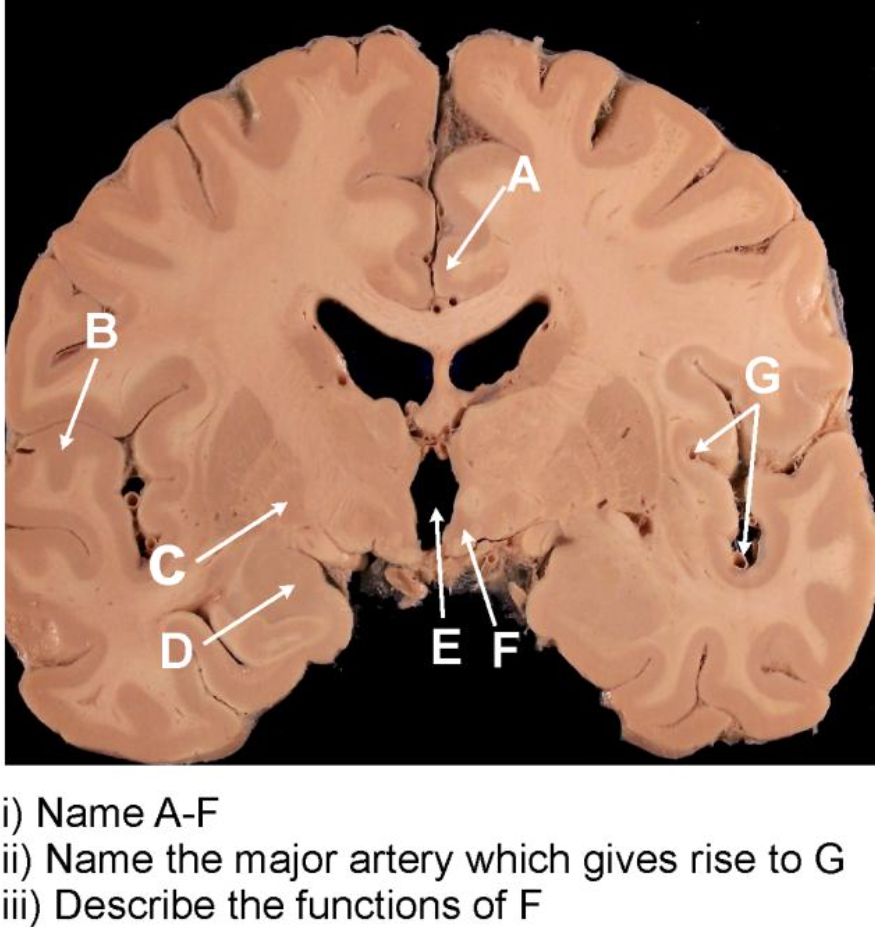 A
B
G
C
D
E F
i) Name A-F
ii) Name the major artery which gives rise to G
iii) Describe the functions of F